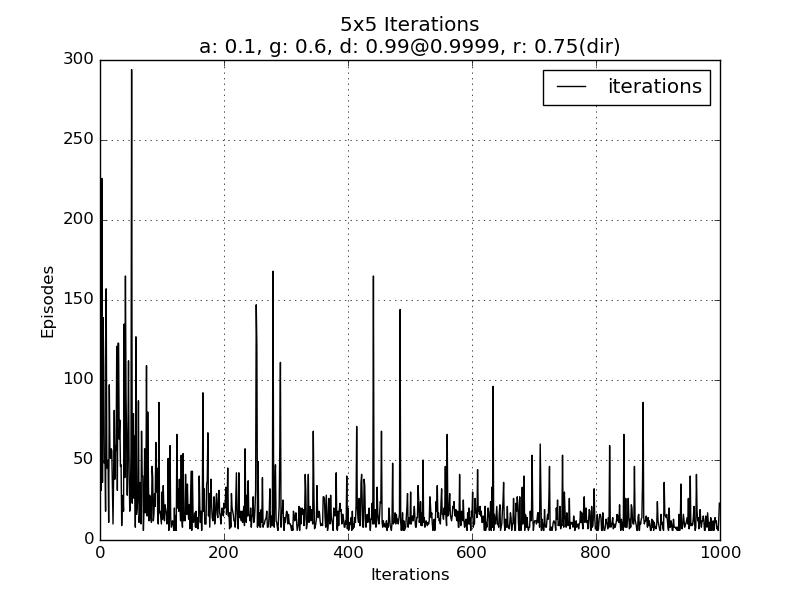 5x5 Iterations
a: 0.1, g: 0.6, d: 0.99@0.9999, r: 0.75(dir)
iterations
300
250
200
150
100
50
0
Episodes
0 200 400 600 800 1000
Iterations